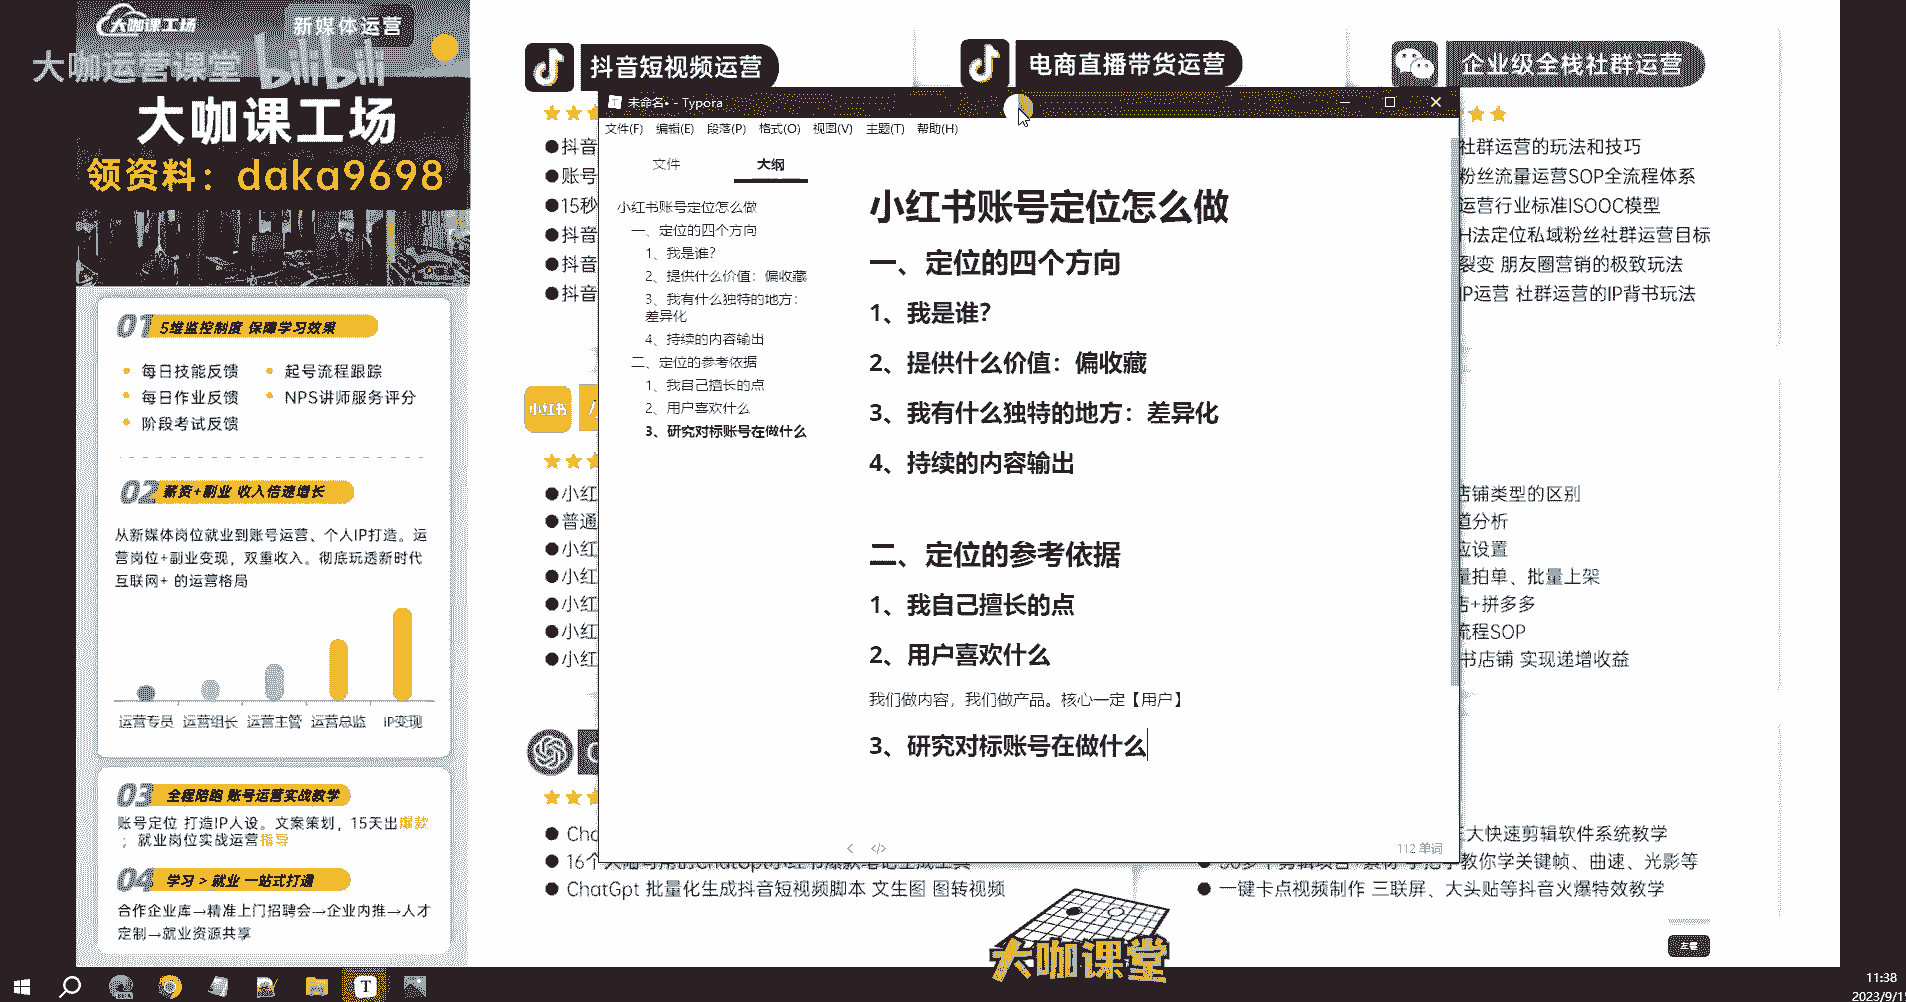 大咖课工场
新媒体运营
大咖运营课堂 bilibili
大咖课工场
领资料：daka9698
01 5维监控制度 保障学习效果
每日技能反馈
起号流程跟踪
每日作业反馈
NPS讲师服务评分
阶段考试反馈
02 薪资+副业 收入倍速增长
从新媒体岗位就业到账号运营、个人IP打造。运
营岗位+副业变现，双重收入。彻底玩透新时代
互联网+ 的运营格局
运营专员 运营组长 运营主管 运营总监 IP变现
03 全程陪跑 账号运营实战教学
账号定位 打造IP人设。文案策划，15天出爆款
；就业岗位实战运营指导
04 学习 > 就业 一站式打通
合作企业库→精准上门招聘会→企业内推→人才
定制→就业资源共享
抖音短视频运营
电商直播带货运营
企业级全栈社群运营
抖音
账号
15秒
抖音
抖音
抖音
社群运营的玩法和技巧
粉丝流量运营SOP全流程体系
运营行业标准ISOOC模型
H法定位私域粉丝社群运营目标
裂变 朋友圈营销的极致玩法
IP运营 社群运营的IP背书玩法
未命名• - Typora
文件(F) 编辑(E) 段落(P) 格式(O) 视图(V) 主题(T) 帮助(H)
文件 大纲
小红书账号定位怎么做
一、定位的四个方向
1、我是谁？
2、提供什么价值：偏收藏
3、我有什么独特的地方：
差异化
4、持续的内容输出
二、定位的参考依据
1、我自己擅长的点
2、用户喜欢什么
3、研究对标账号在做什么
小红书账号定位怎么做
一、定位的四个方向
1、我是谁？
2、提供什么价值：偏收藏
3、我有什么独特的地方：差异化
4、持续的内容输出
二、定位的参考依据
1、我自己擅长的点
2、用户喜欢什么
我们做内容，我们做产品。核心一定【用户】
3、研究对标账号在做什么
112 单词
小红书
小红
普通
小红
小红
小红
小红
小红
店铺类型的区别
道分析
应设置
量拍单、批量上架
店+拼多多
流程SOP
书店铺 实现递增收益
ChatGpt 批量化生成抖音短视频脚本 文生图 图转视频
三大快速剪辑软件系统教学
教你学关键帧、曲速、光影等
一键卡点视频制作 三联屏、大头贴等抖音火爆特效教学
大咖课堂
11:38